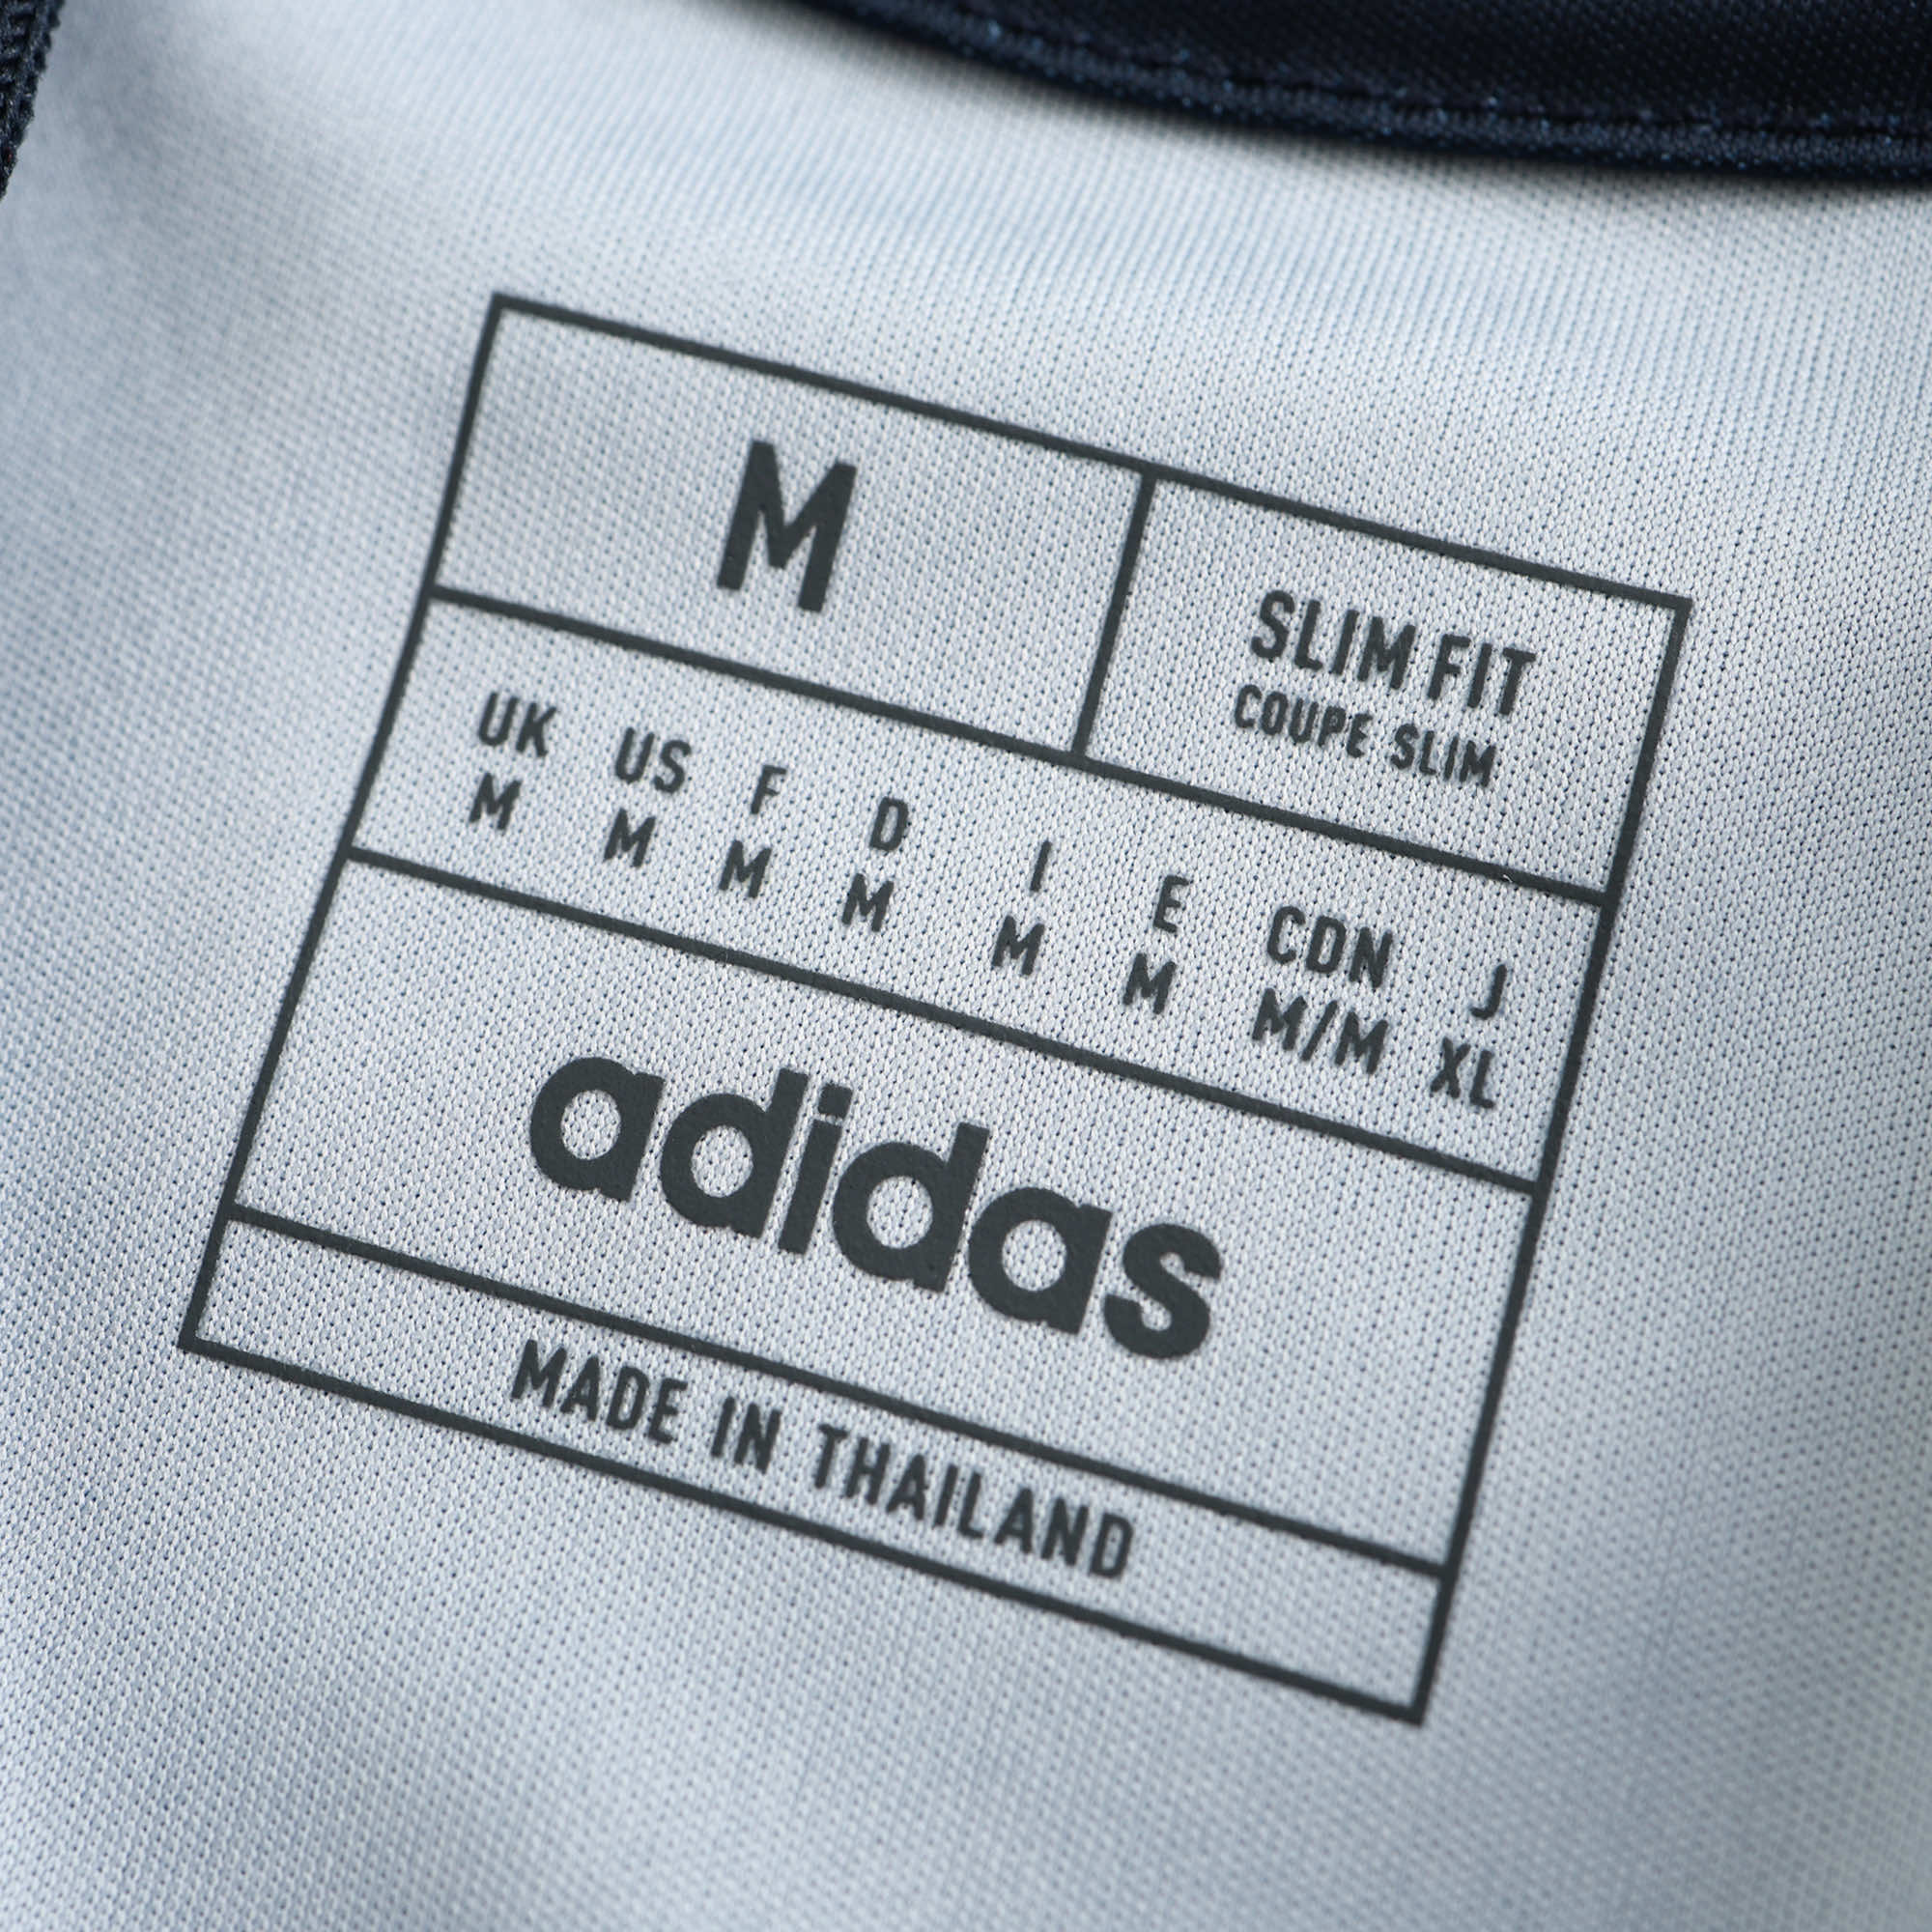 M
SLIM FIT
COUPE SLIM
UK US F D I E CDN J
M M M M M M M/M XL
adidas
MADE IN THAILAND